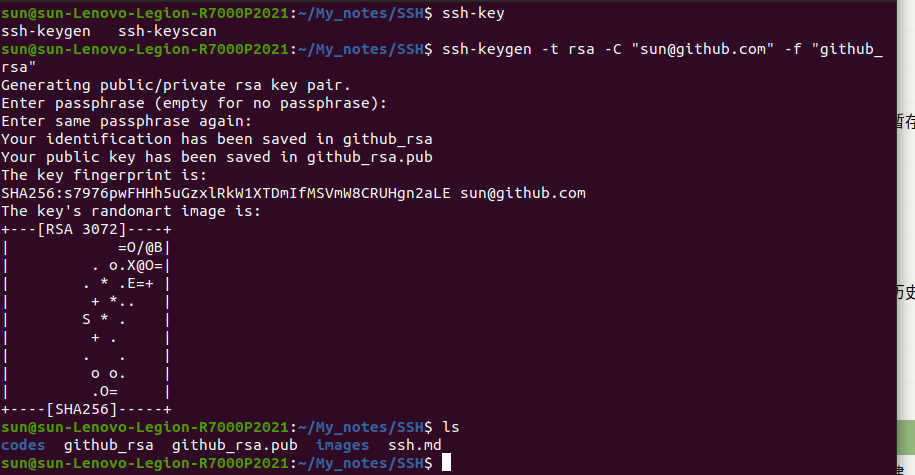 sun@sun-Lenovo-Legion-R7000P2021:~/My_notes/SSH$ ssh-key
ssh-keygen   ssh-keyscan
sun@sun-Lenovo-Legion-R7000P2021:~/My_notes/SSH$ ssh-keygen -t rsa -C "sun@github.com" -f "github_
rsa"
Generating public/private rsa key pair.
Enter passphrase (empty for no passphrase):
Enter same passphrase again:
Your identification has been saved in github_rsa
Your public key has been saved in github_rsa.pub
The key fingerprint is:
SHA256:s7976pwFHHh5uGzxlRkW1XTDmIfMSVmW8CRUHgn2aLE sun@github.com
The key's randomart image is:
+---[RSA 3072]----+
|            =O/@B|
|         . o.X@O=|
|        . * .E=+ |
|         + *..   |
|        S * .    |
|         + .     |
|        .   .    |
|         o o.    |
|         .O=     |
+----[SHA256]-----+
sun@sun-Lenovo-Legion-R7000P2021:~/My_notes/SSH$ ls
codes  github_rsa  github_rsa.pub  images  ssh.md
sun@sun-Lenovo-Legion-R7000P2021:~/My_notes/SSH$
暂存
历史